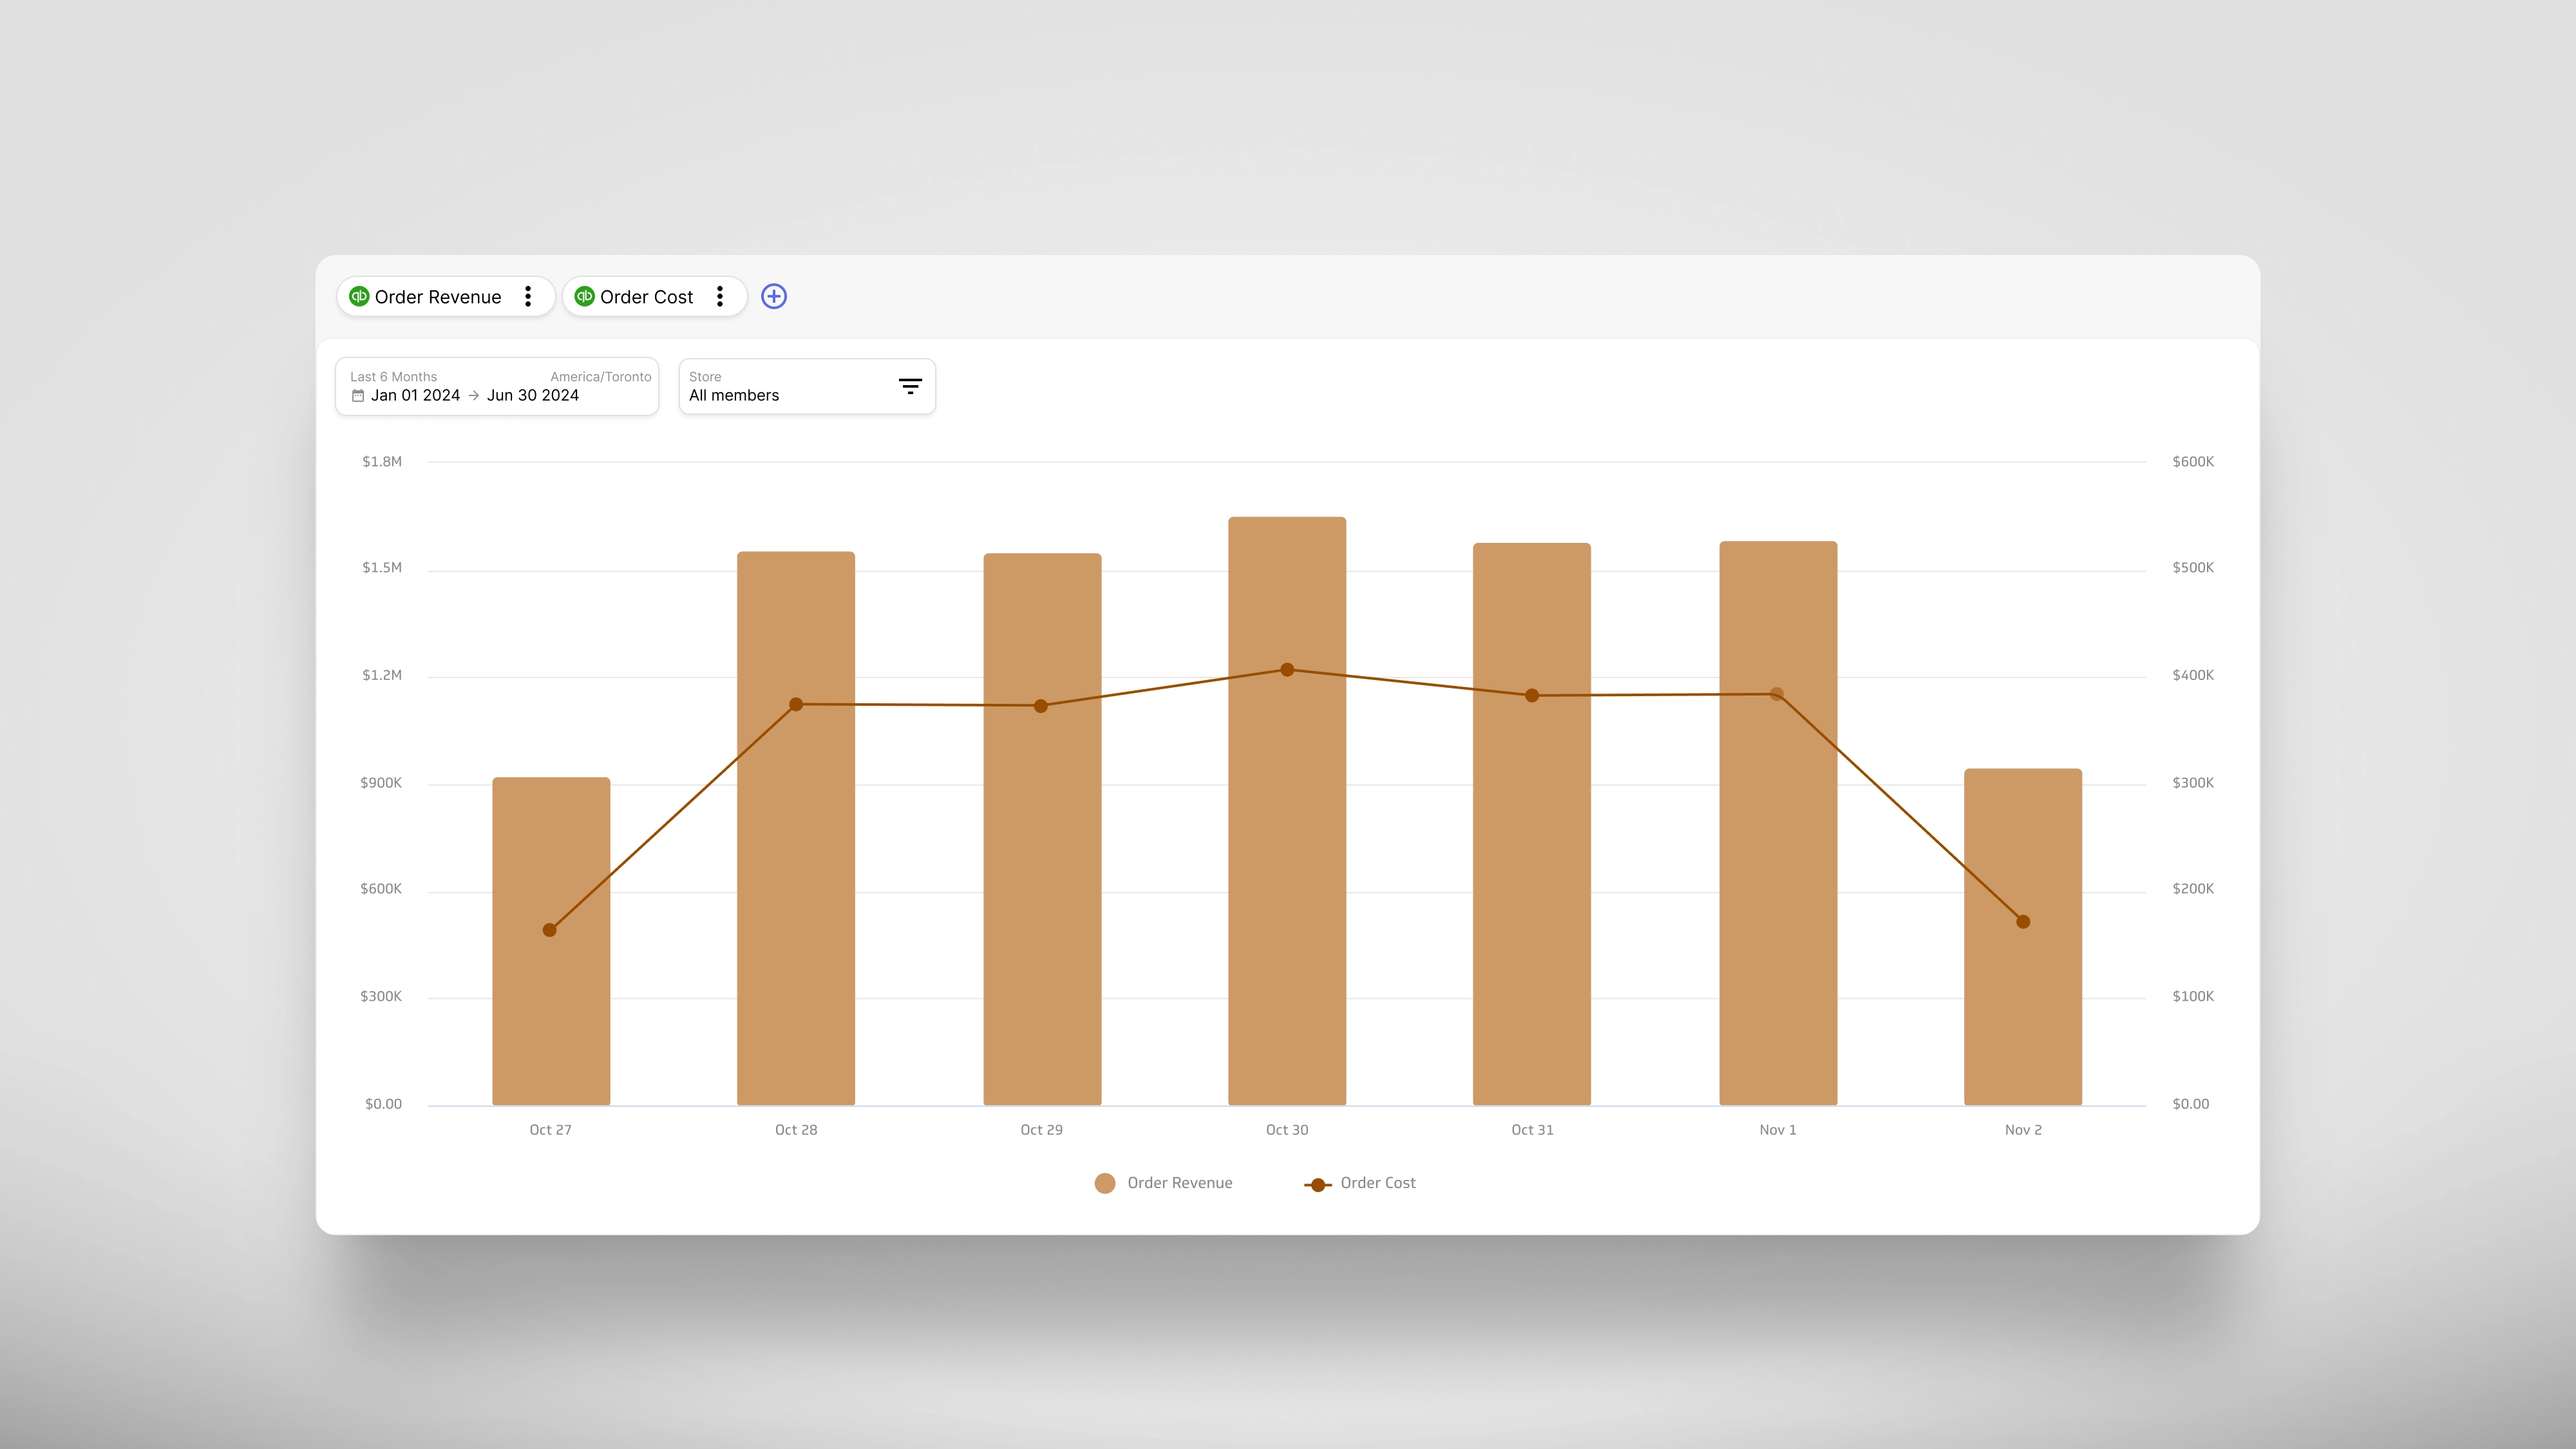 qb Order Revenue
qb Order Cost
Last 6 Months America/Toronto
Jan 01 2024 → Jun 30 2024
Store
All members
$1.8M
$1.5M
$1.2M
$900K
$600K
$300K
$0.00
$600K
$500K
$400K
$300K
$200K
$100K
$0.00
Oct 27 Oct 28 Oct 29 Oct 30 Oct 31 Nov 1 Nov 2
Order Revenue Order Cost